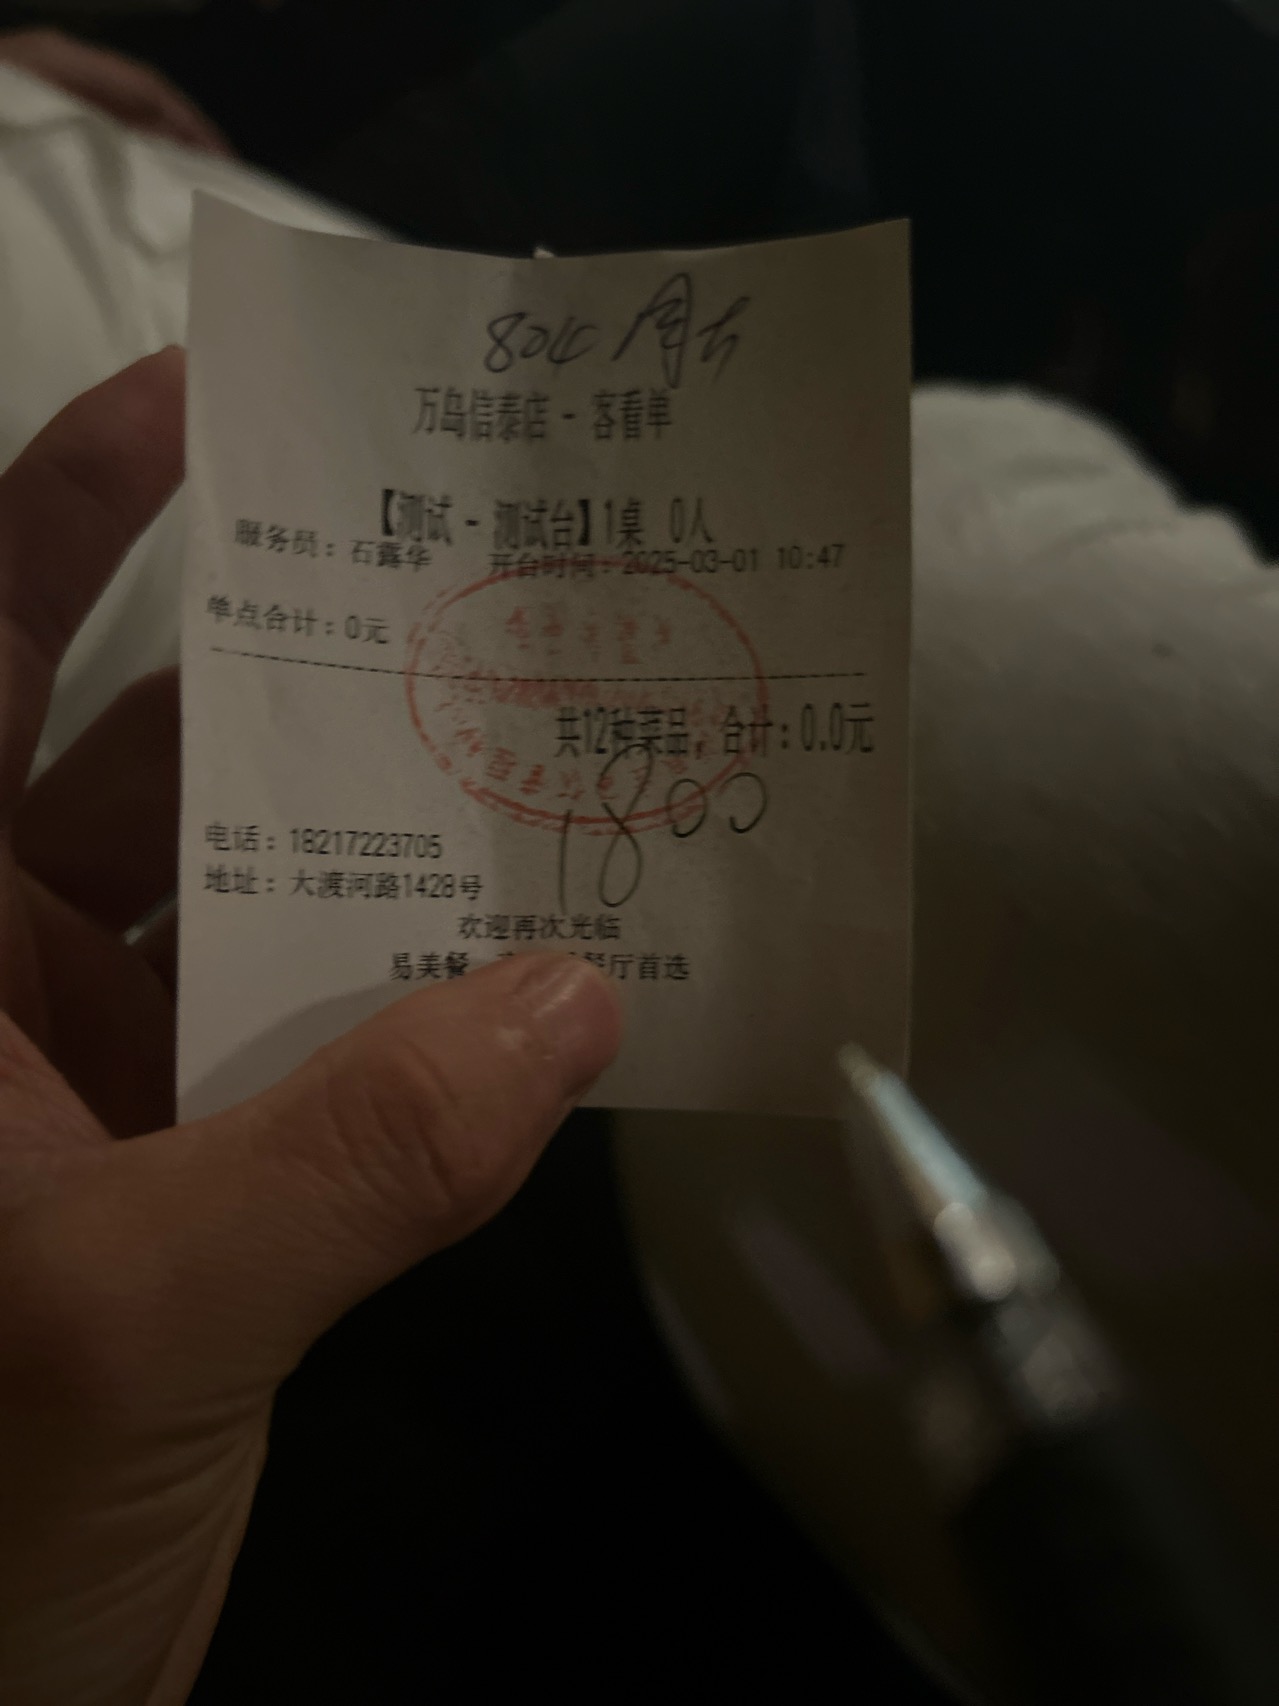 804 周
万岛信泰店 - 客看单
【测试 - 测试台】1桌 0人
服务员：石露华 开台时间：2025-03-01 10:47
单点合计：0元
共12种菜品，合计：0.0元
1800
电话：18217223705
地址：大渡河路1428号
欢迎再次光临
易美餐 餐厅首选